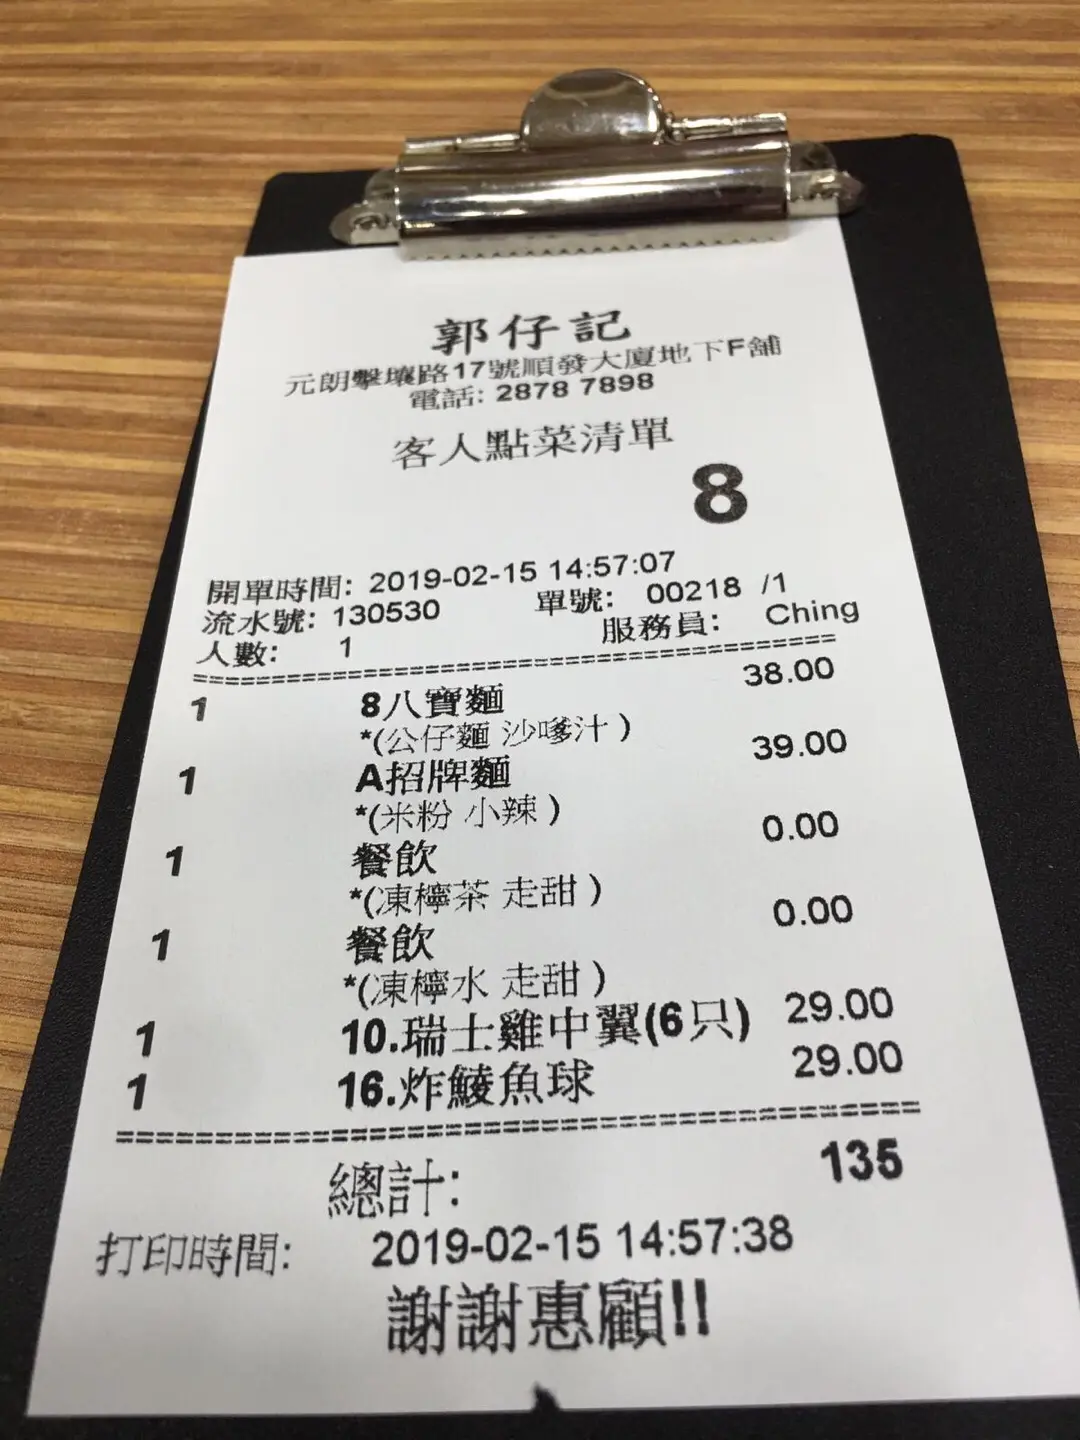 郭仔記
元朗擊壤路17號順發大廈地下F舖
電話: 2878 7898
客人點菜清單
8
開單時間: 2019-02-15 14:57:07
流水號: 130530 單號: 00218 /1
人數: 1 服務員: Ching
1 8八寶麵 38.00
*(公仔麵 沙嗲汁 )
1 A招牌麵 39.00
*(米粉 小辣 )
1 餐飲 0.00
*(凍檸茶 走甜 )
1 餐飲 0.00
*(凍檸水 走甜 )
1 10.瑞士雞中翼(6只) 29.00
1 16.炸鯪魚球 29.00
總計: 135
打印時間: 2019-02-15 14:57:38
謝謝惠顧!!